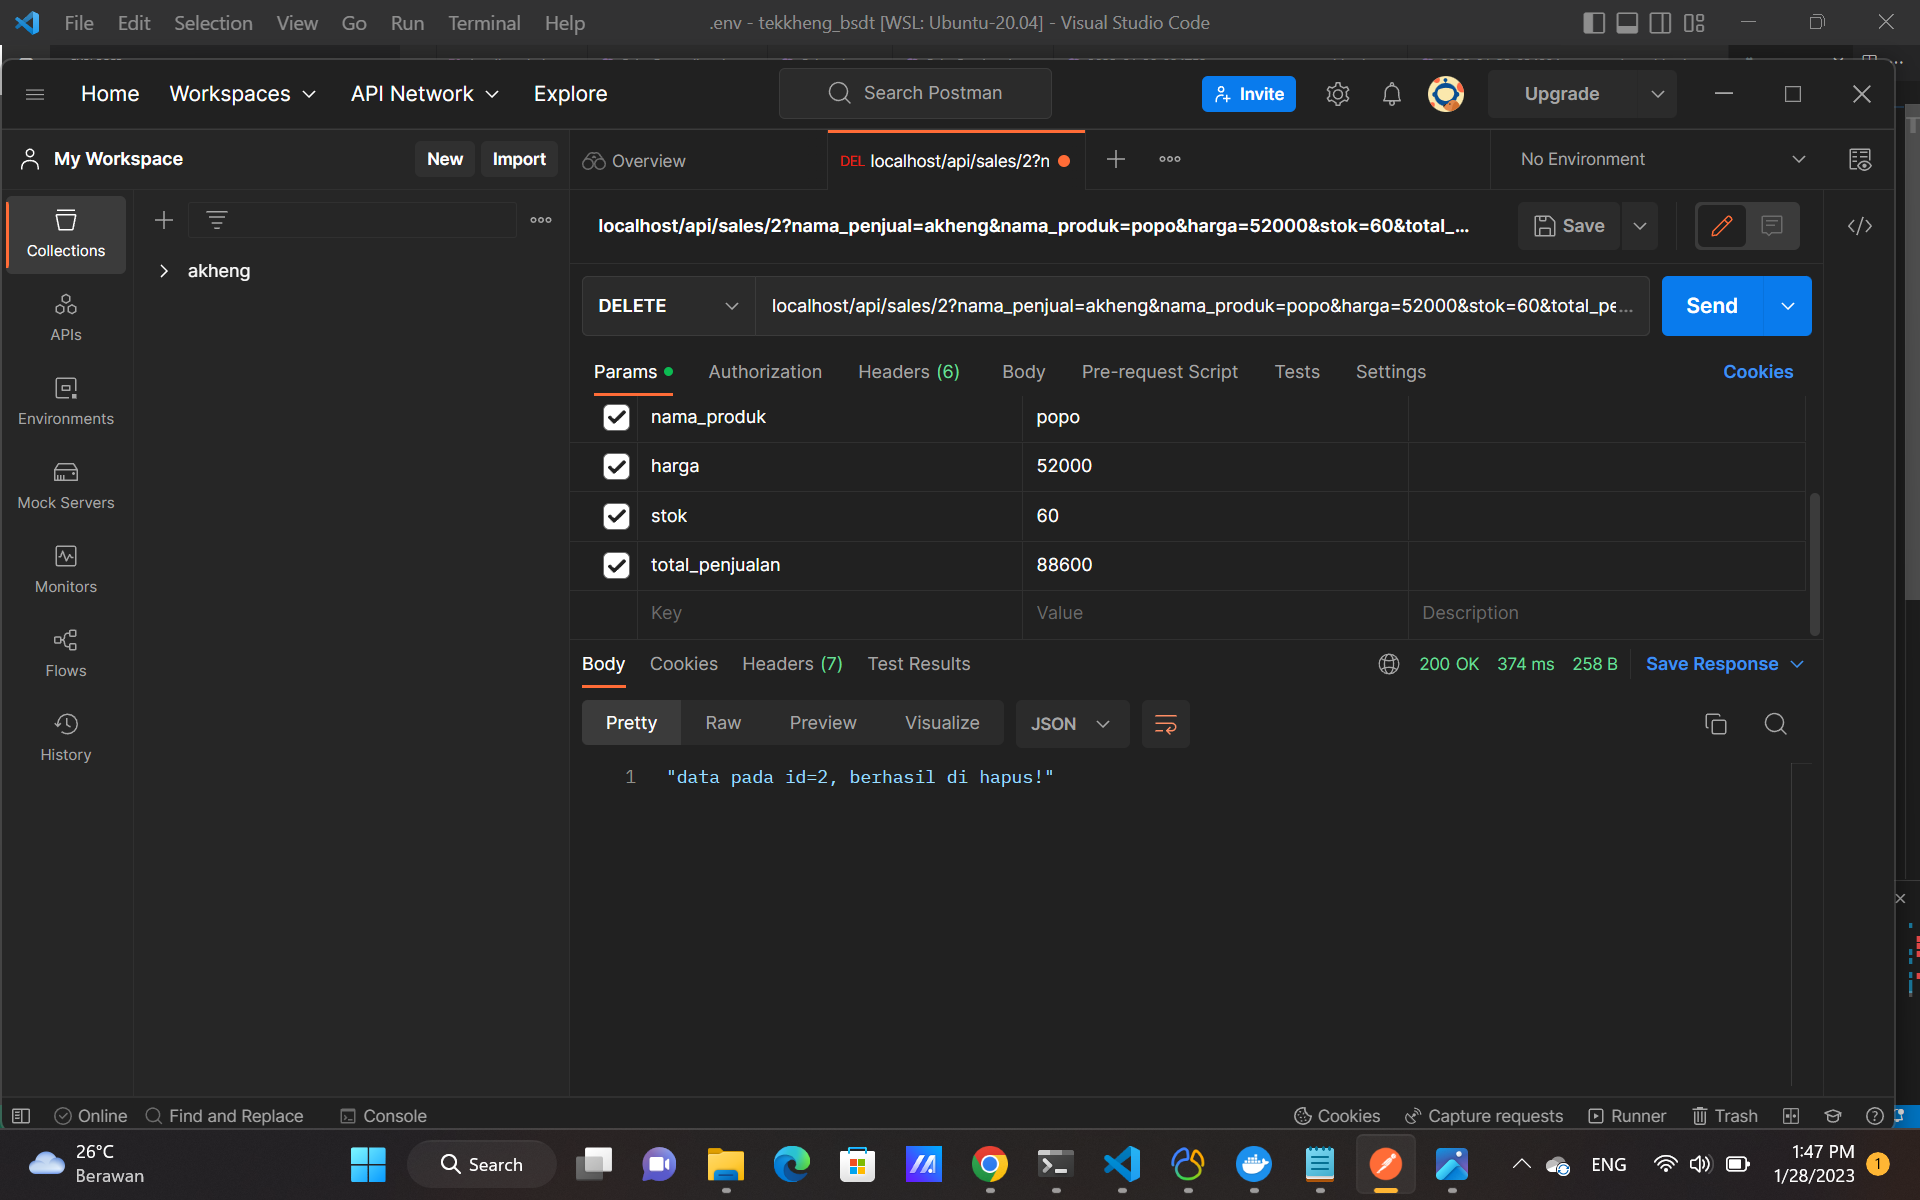 File Edit Selection View Go Run Terminal Help
.env - tekkheng_bsdt [WSL: Ubuntu-20.04] - Visual Studio Code
Home Workspaces API Network Explore
Search Postman
Invite
Upgrade
My Workspace
New Import
Overview
DEL localhost/api/sales/2?n
No Environment
Collections
APIs
Environments
Mock Servers
Monitors
Flows
History
akheng
localhost/api/sales/2?nama_penjual=akheng&nama_produk=popo&harga=52000&stok=60&total_...
Save
DELETE
localhost/api/sales/2?nama_penjual=akheng&nama_produk=popo&harga=52000&stok=60&total_pe...
Send
Params Authorization Headers (6) Body Pre-request Script Tests Settings
Cookies
nama_produk popo
harga 52000
stok 60
total_penjualan 88600
Key Value Description
Body Cookies Headers (7) Test Results
200 OK 374 ms 258 B Save Response
Pretty Raw Preview Visualize JSON
1 "data pada id=2, berhasil di hapus!"
Online Find and Replace Console
Cookies Capture requests Runner Trash
26°C
Berawan
Search
ENG
1:47 PM
1/28/2023
1